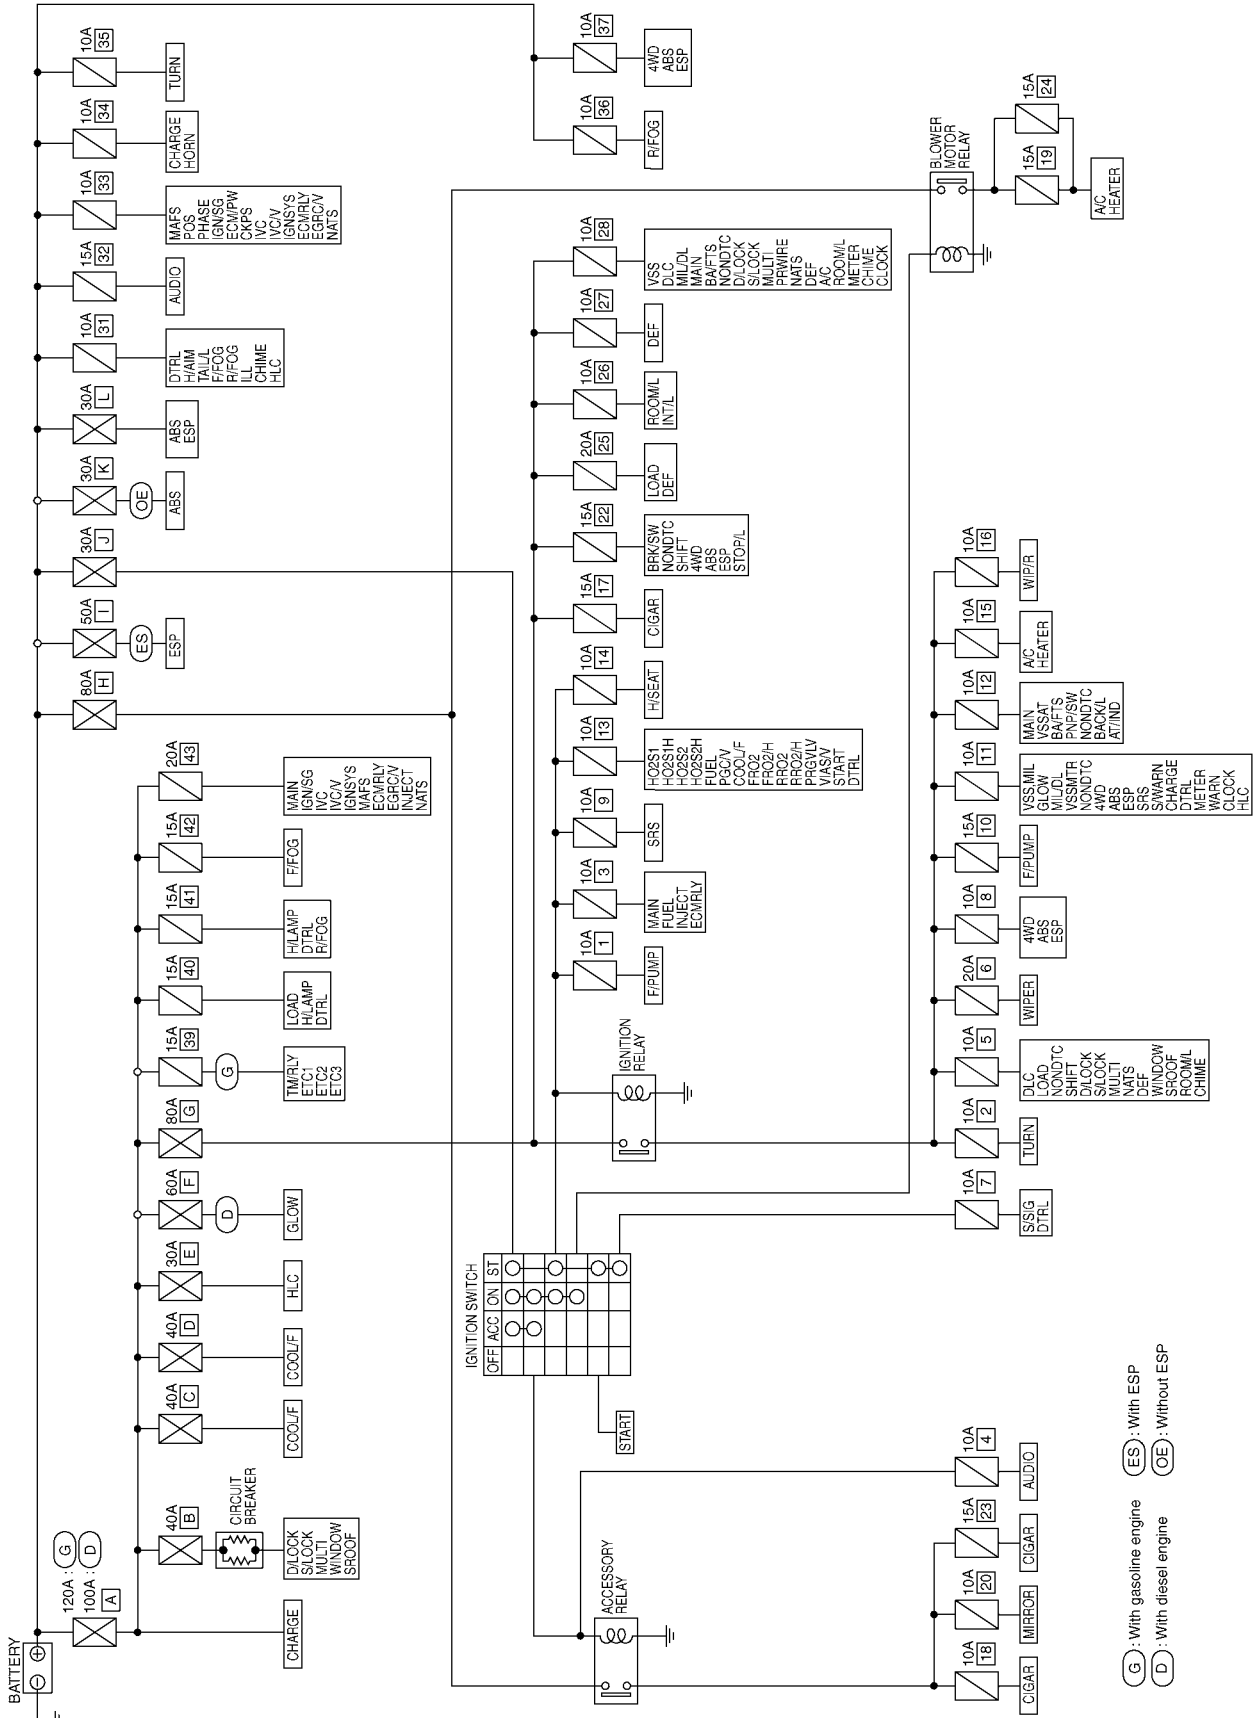 BATTERY
120A : G
100A : D
A
CHARGE
40A
B
CIRCUIT
BREAKER
D/LOCK
S/LOCK
MULTI
WINDOW
SROOF
40A
C
COOL/F
40A
D
COOL/F
30A
E
HLC
60A
F
D
GLOW
80A
G
15A
39
G
TM/RLY
ETC1
ETC2
ETC3
15A
40
LOAD
H/LAMP
DTRL
15A
41
H/LAMP
DTRL
R/FOG
15A
42
F/FOG
20A
43
MAIN
IGN/SG
IVC
IVC/V
IGNSYS
MAFS
ECMRLY
EGRC/V
INJECT
NATS
80A
H
50A
I
ES
ESP
30A
J
30A
K
OE
ABS
30A
L
ABS
ESP
10A
31
DTRL
H/AIM
TAIL/L
F/FOG
R/FOG
ILL
CHIME
HLC
15A
32
AUDIO
10A
33
MAFS
POS
PHASE
IGN/SG
ECM/PW
CKPS
IVC
IVC/V
IGNSYS
ECMRLY
EGRC/V
NATS
10A
34
CHARGE
HORN
10A
35
TURN
10A
36
R/FOG
10A
37
4WD
ABS
ESP
IGNITION SWITCH
OFF
ACC
ON
ST
START
IGNITION
RELAY
10A
1
F/PUMP
10A
3
MAIN
FUEL
INJECT
ECMRLY
10A
9
SRS
10A
13
HO2S1
HO2S1H
HO2S2
HO2S2H
FUEL
PGC/V
COOL/F
FRO2
FRO2/H
RRO2
RRO2/H
PRGVLV
VIAS/V
START
DTRL
10A
14
H/SEAT
15A
17
CIGAR
15A
22
BRK/SW
NONDTC
SHIFT
4WD
ABS
ESP
STOP/L
20A
25
LOAD
DEF
10A
26
ROOM/L
INT/L
10A
27
DEF
10A
28
VSS
DLC
MIL/DL
MAIN
BA/FTS
NONDTC
D/LOCK
S/LOCK
MULTI
PRWIRE
NATS
DEF
A/C
ROOM/L
METER
CHIME
CLOCK
BLOWER
MOTOR
RELAY
15A
19
15A
24
A/C
HEATER
ACCESSORY
RELAY
10A
18
CIGAR
10A
20
MIRROR
15A
23
CIGAR
10A
4
AUDIO
10A
7
S/SIG
DTRL
10A
2
TURN
10A
5
DLC
LOAD
NONDTC
SHIFT
D/LOCK
S/LOCK
MULTI
NATS
DEF
WINDOW
SROOF
ROOM/L
CHIME
20A
6
WIPER
10A
8
4WD
ABS
ESP
15A
10
F/PUMP
10A
11
VSS,MIL
GLOW
MIL/DL
VSSMTR
NONDTC
4WD
ABS
ESP
SRS
S/WARN
CHARGE
DTRL
METER
WARN
CLOCK
HLC
10A
12
MAIN
VSSAT
BA/FTS
PNP/SW
NONDTC
BACK/L
AT/IND
10A
15
A/C
HEATER
10A
16
WIP/R
G : With gasoline engine
D : With diesel engine
ES : With ESP
OE : Without ESP